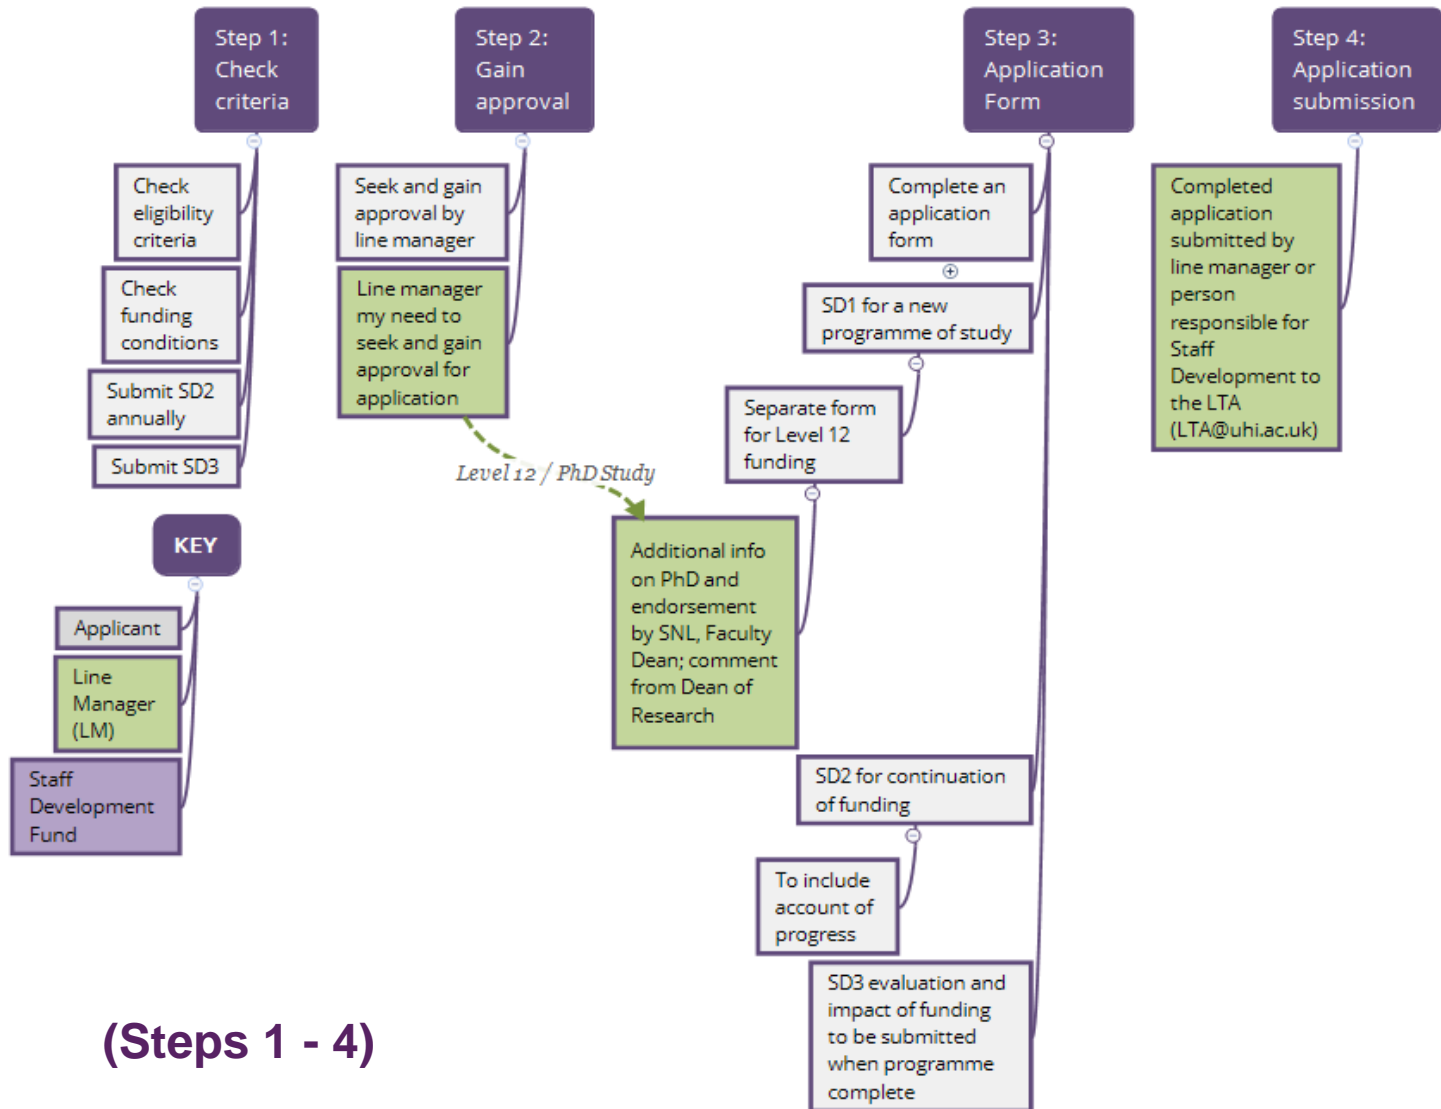 Step 1:
Check
criteria
Check
eligibility
criteria
Check
funding
conditions
Submit SD2
annually
Submit SD3
KEY
Applicant
Line
Manager
(LM)
Staff
Development
Fund
Step 2:
Gain
approval
Seek and gain
approval by
line manager
Line manager
my need to
seek and gain
approval for
application
Level 12 / PhD Study
Step 3:
Application
Form
Complete an
application
form
SD1 for a new
programme of study
Separate form
for Level 12
funding
Additional info
on PhD and
endorsement
by SNL, Faculty
Dean; comment
from Dean of
Research
SD2 for continuation
of funding
To include
account of
progress
SD3 evaluation and
impact of funding
to be submitted
when programme
complete
Step 4:
Application
submission
Completed
application
submitted by
line manager or
person
responsible for
Staff
Development to
the LTA
(LTA@uhi.ac.uk)
(Steps 1 - 4)